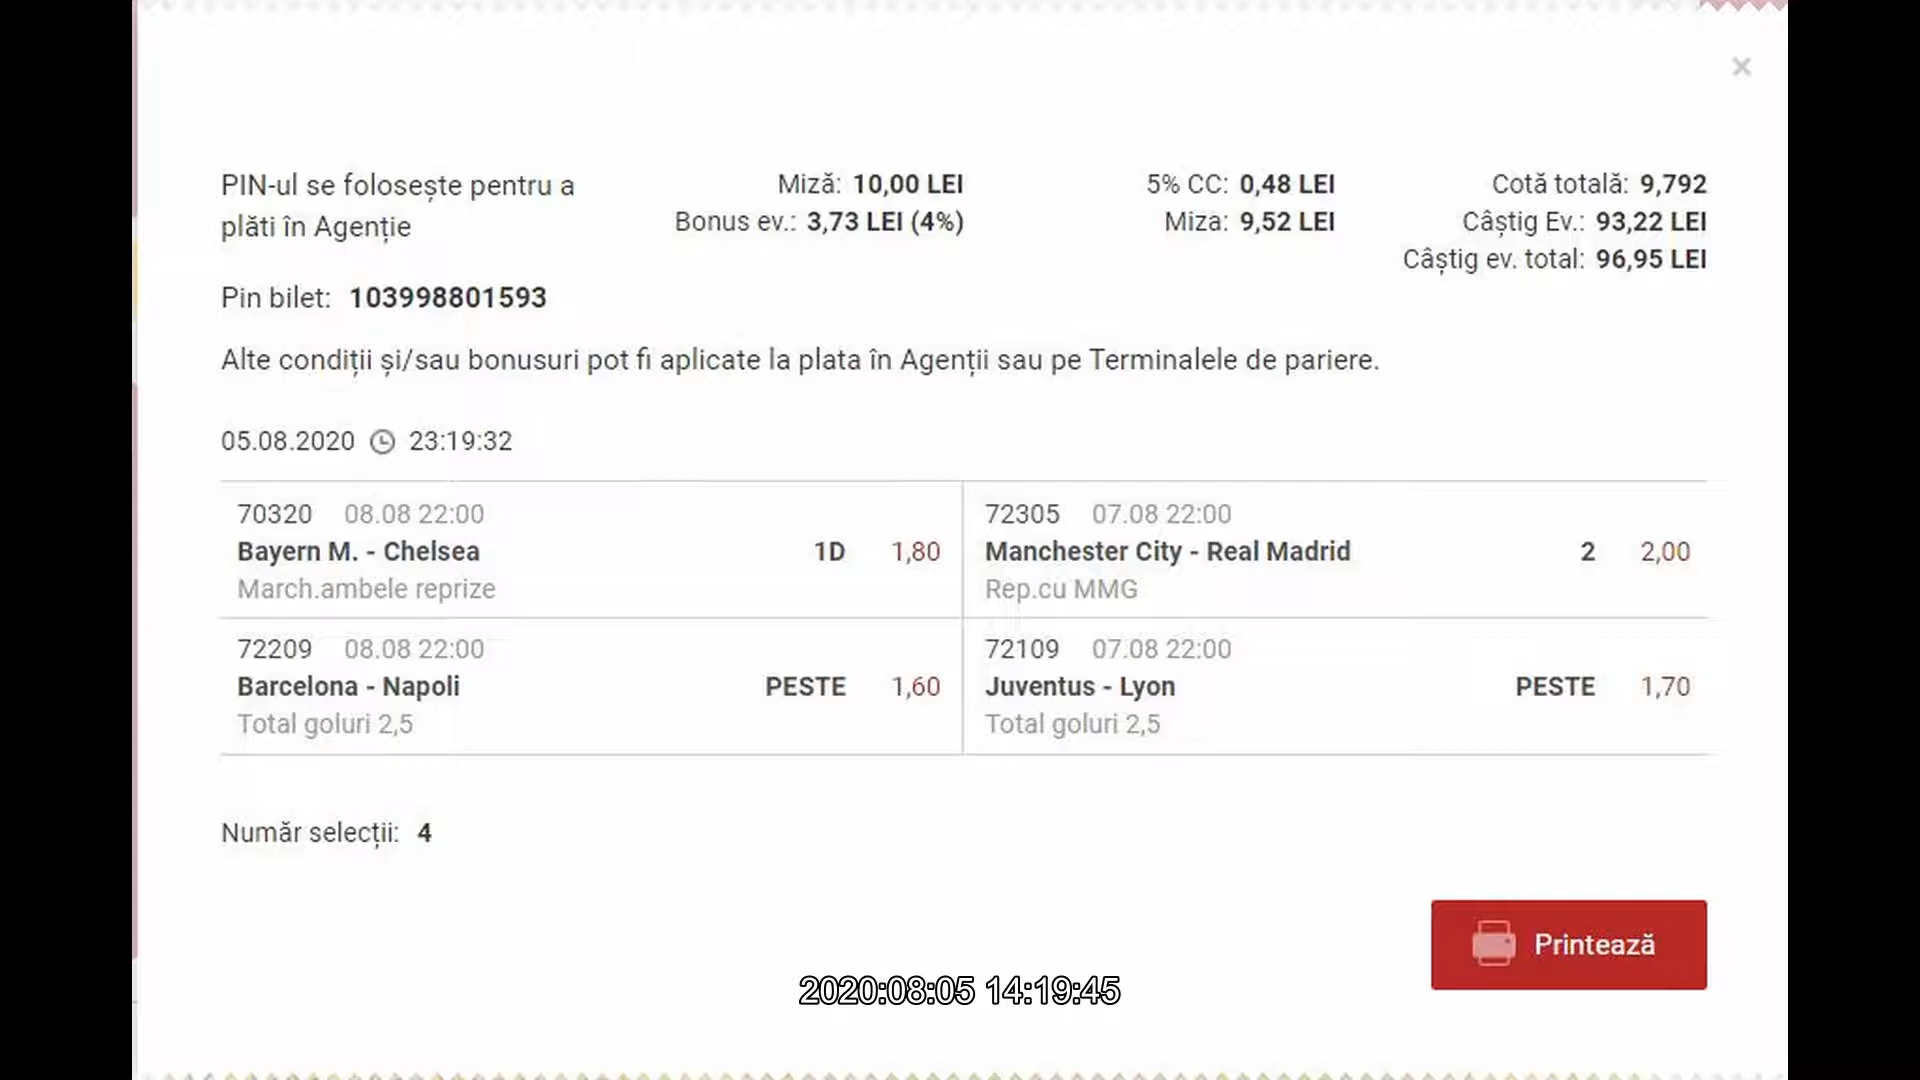 PIN-ul se folosește pentru a
plăti în Agenție
Pin bilet: 103998801593
Miză: 10,00 LEI
Bonus ev.: 3,73 LEI (4%)
5% CC: 0,48 LEI
Miza: 9,52 LEI
Cotă totală: 9,792
Câștig Ev.: 93,22 LEI
Câștig ev. total: 96,95 LEI
Alte condiții și/sau bonusuri pot fi aplicate la plata în Agenții sau pe Terminalele de pariere.
05.08.2020 23:19:32
70320 08.08 22:00
Bayern M. - Chelsea 1D 1,80
March.ambele reprize
72305 07.08 22:00
Manchester City - Real Madrid 2 2,00
Rep.cu MMG
72209 08.08 22:00
Barcelona - Napoli PESTE 1,60
Total goluri 2,5
72109 07.08 22:00
Juventus - Lyon PESTE 1,70
Total goluri 2,5
Număr selecții: 4
Printează
2020:08:05 14:19:45